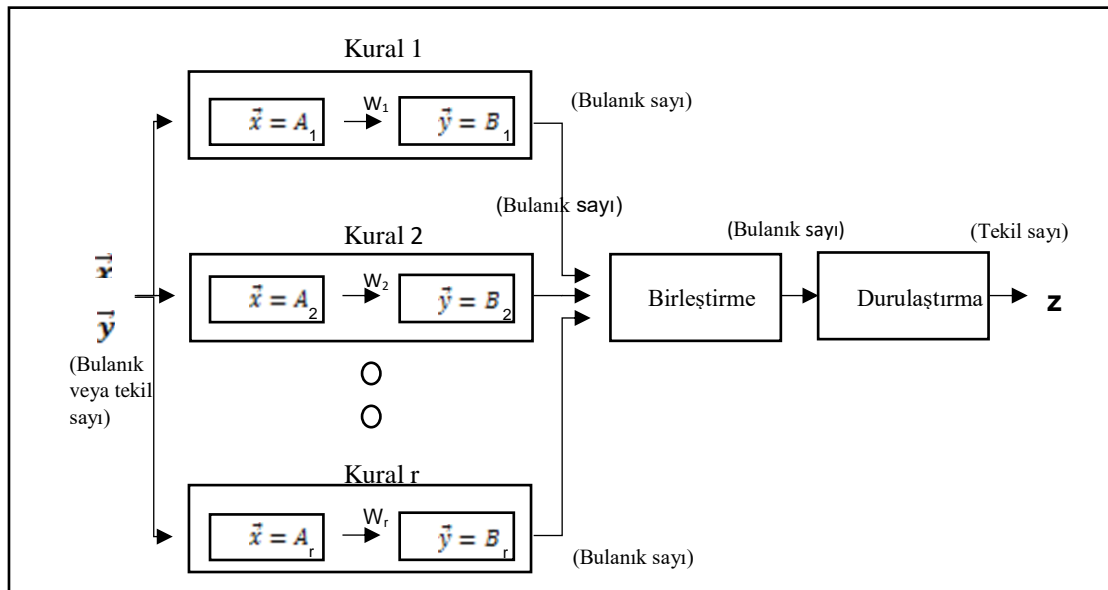 Kural 1
x⃗ = A₁
W₁
y⃗ = B₁
(Bulanık sayı)
(Bulanık sayı)
Kural 2
x⃗ = A₂
W₂
y⃗ = B₂
x⃗
y⃗
(Bulanık
veya tekil
sayı)
Kural r
x⃗ = Aᵣ
Wᵣ
y⃗ = Bᵣ
(Bulanık sayı)
Birleştirme
(Bulanık sayı)
Durulaştırma
(Tekil sayı)
z